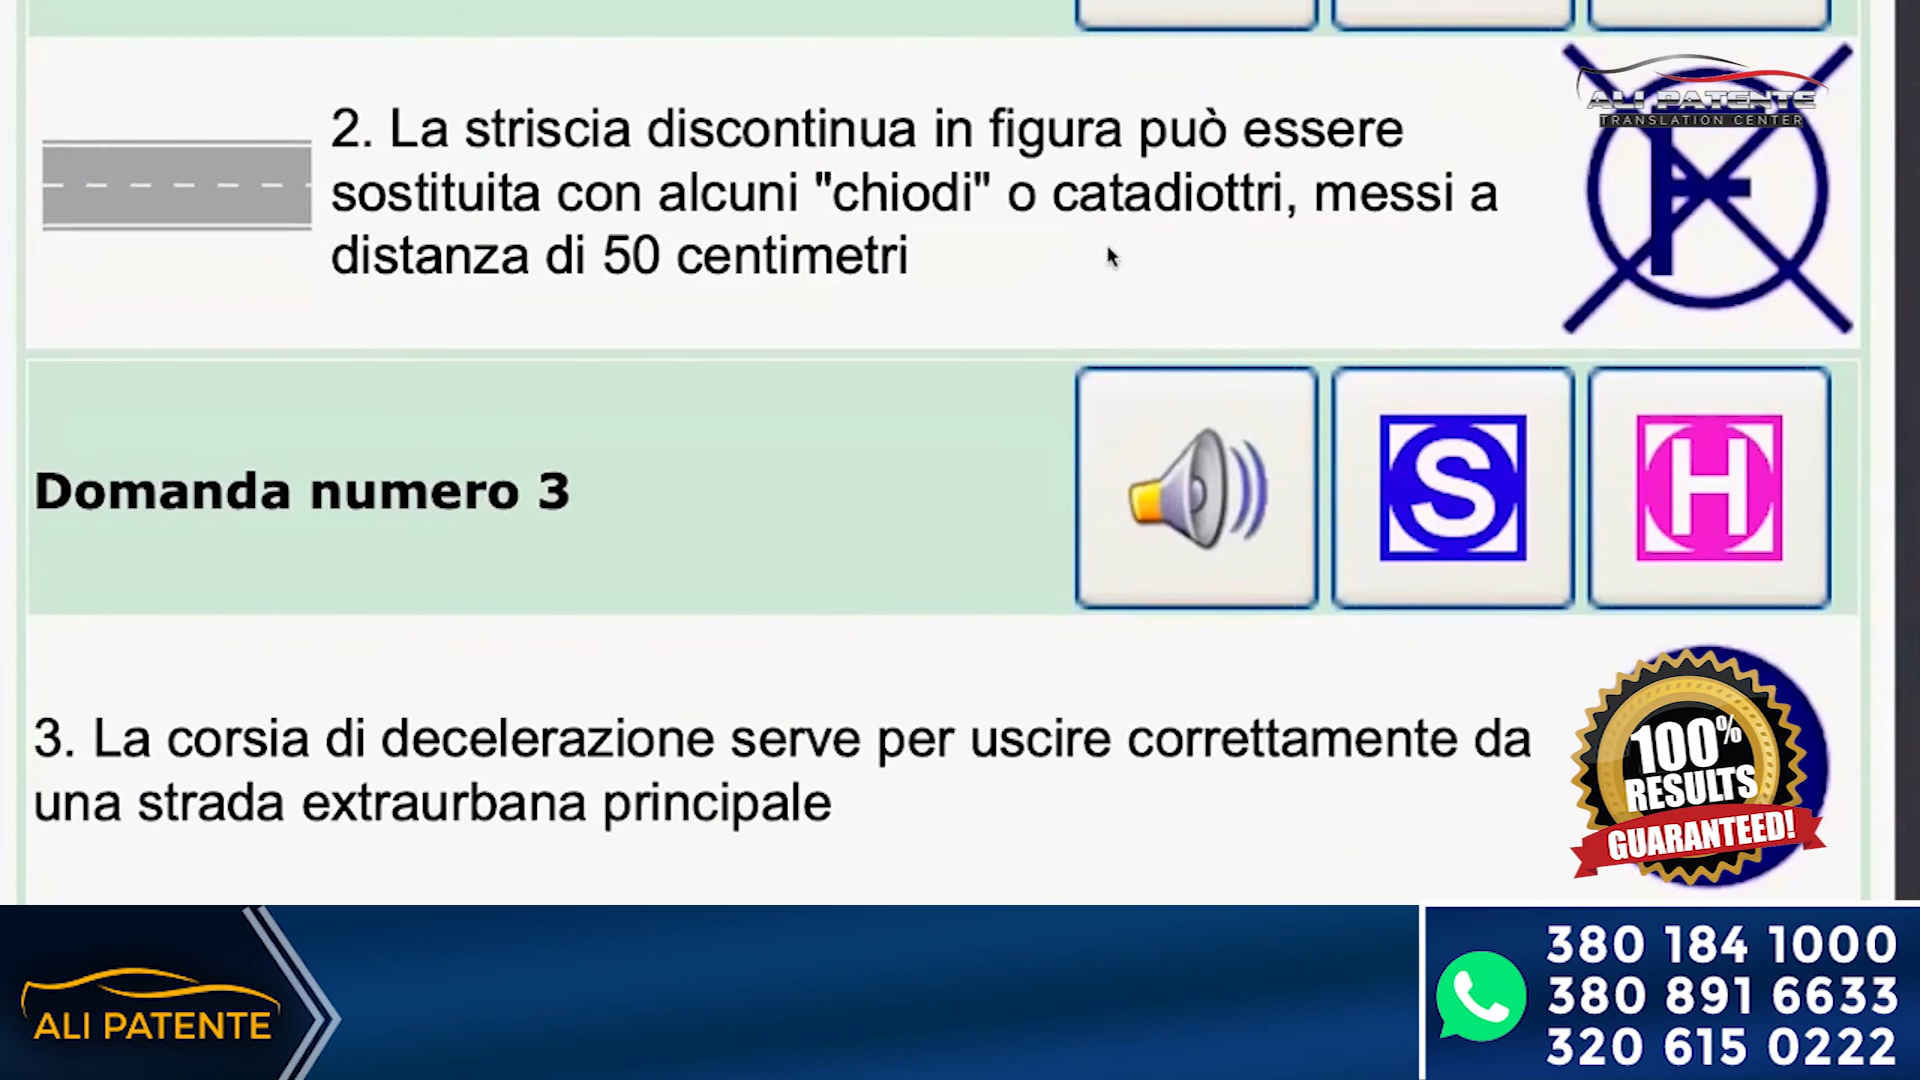 ALI PATENTE
TRANSLATION CENTER
2. La striscia discontinua in figura può essere
sostituita con alcuni "chiodi" o catadiottri, messi a
distanza di 50 centimetri
F
Domanda numero 3
S
H
3. La corsia di decelerazione serve per uscire correttamente da
una strada extraurbana principale
100%
RESULTS
GUARANTEED!
ALI PATENTE
380 184 1000
380 891 6633
320 615 0222